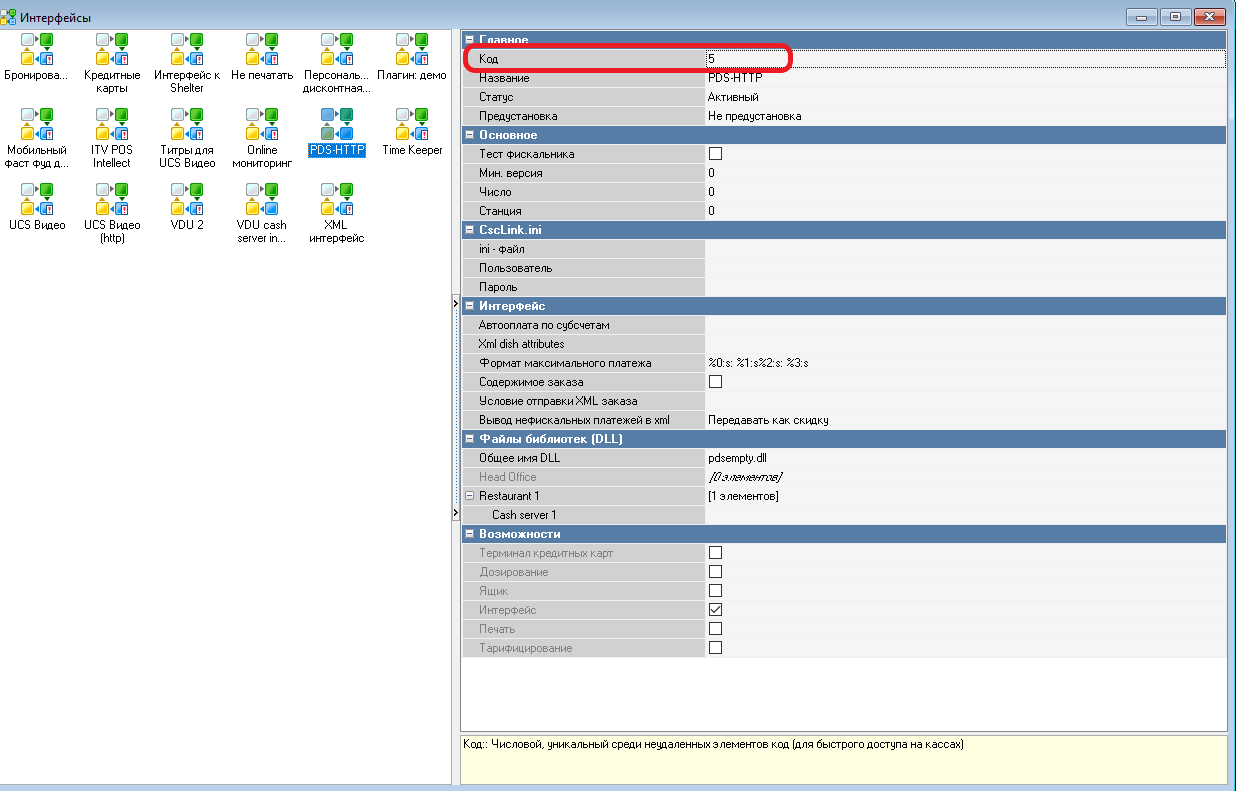 Интерфейсы
Бронирова...
Кредитные
карты
Интерфейс к
Shelter
Не печатать
Персональ...
дисконтная...
Плагин: демо
Мобильный
фаст фуд д...
ITV POS
Intellect
Титры для
UCS Видео
Online
мониторинг
PDS-HTTP
Time Keeper
UCS Видео
UCS Видео
(http)
VDU 2
VDU cash
server in...
XML
интерфейс
Главное
Код 5
Название PDS-HTTP
Статус Активный
Предустановка Не предустановка
Основное
Тест фискальника
Мин. версия 0
Число 0
Станция 0
CscLink.ini
ini - файл
Пользователь
Пароль
Интерфейс
Автооплата по субсчетам
Xml dish attributes
Формат максимального платежа %0:s: %1:s%2:s: %3:s
Содержимое заказа
Условие отправки XML заказа
Вывод нефискальных платежей в xml Передавать как скидку
Файлы библиотек (DLL)
Общее имя DLL pdsempty.dll
Head Office [0 элементов]
Restaurant 1 [1 элементов]
Cash server 1
Возможности
Терминал кредитных карт
Дозирование
Ящик
Интерфейс
Печать
Тарифицирование
Код:: Числовой, уникальный среди неудаленных элементов код (для быстрого доступа на кассах)